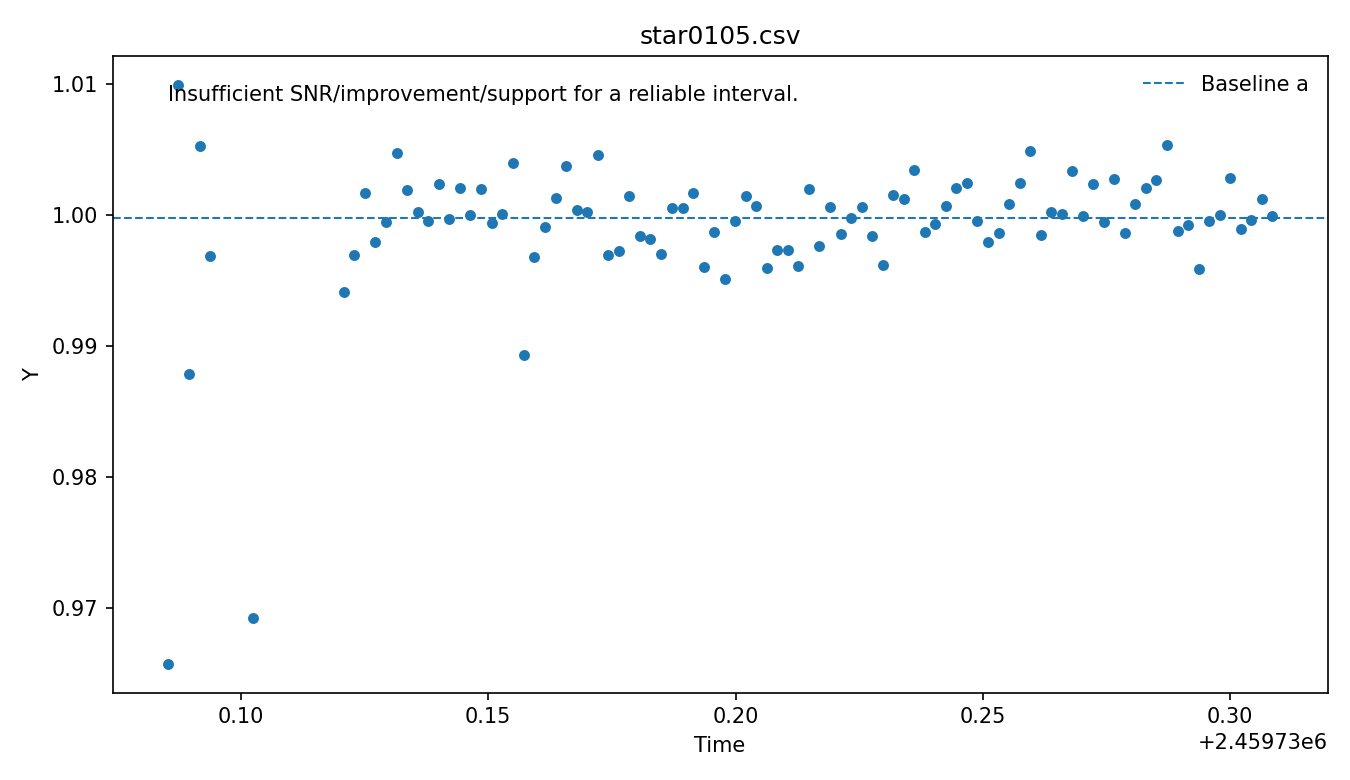 star0105.csv
Insufficient SNR/improvement/support for a reliable interval.
Baseline a
1.01
1.00
0.99
0.98
0.97
Y
0.10
0.15
0.20
0.25
0.30
Time
+2.45973e6